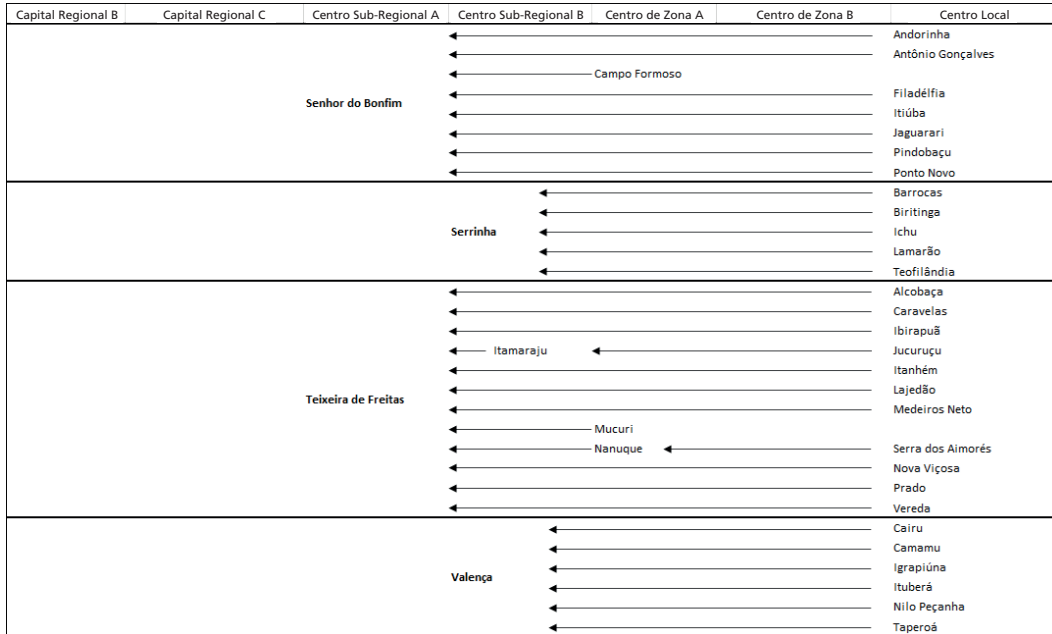 Capital Regional B Capital Regional C Centro Sub-Regional A Centro Sub-Regional B Centro de Zona A Centro de Zona B Centro Local
Andorinha
Antônio Gonçalves
Campo Formoso
Filadélfia
Senhor do Bonfim
Itiúba
Jaguarari
Pindobaçu
Ponto Novo
Barrocas
Biritinga
Serrinha Ichu
Lamarão
Teofilândia
Alcobaça
Caravelas
Ibirapuã
Itamaraju Jucuruçu
Itanhém
Lajedão
Teixeira de Freitas
Medeiros Neto
Mucuri
Nanuque Serra dos Aimorés
Nova Viçosa
Prado
Vereda
Cairu
Camamu
Igrapiúna
Valença
Ituberá
Nilo Peçanha
Taperoá